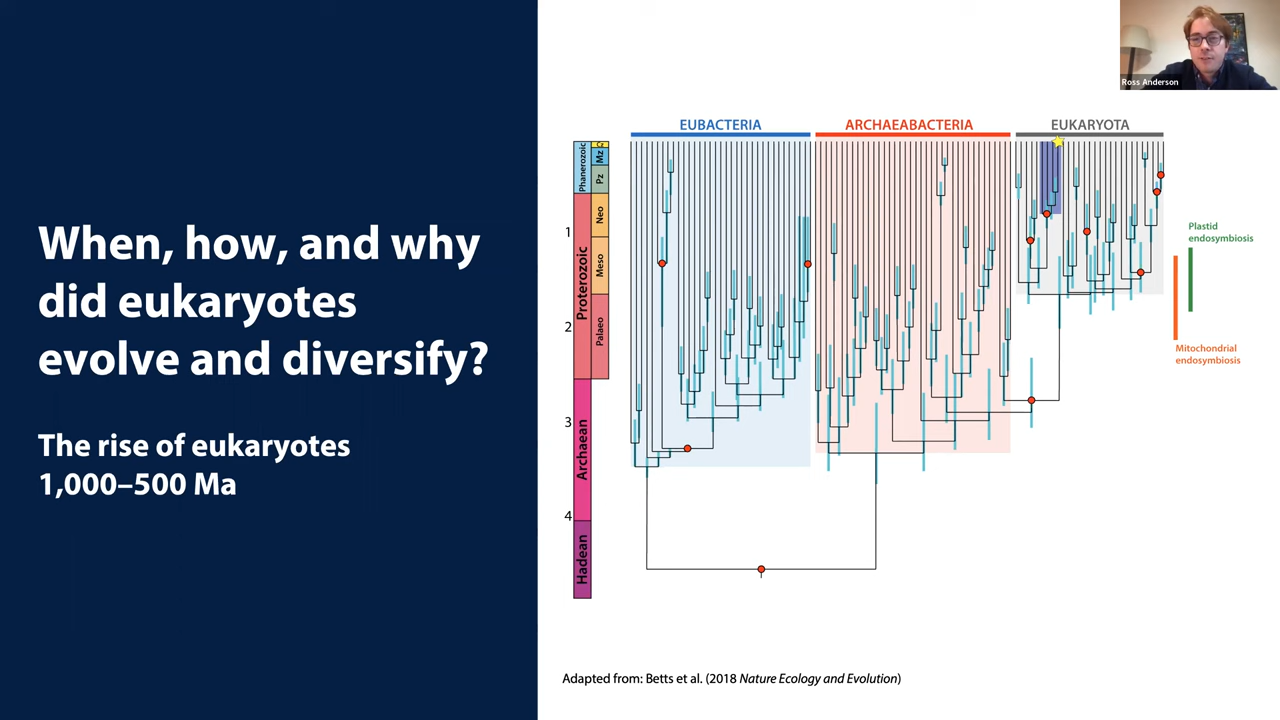 When, how, and why
did eukaryotes
evolve and diversify?
The rise of eukaryotes
1,000–500 Ma
Ross Anderson
EUBACTERIA
ARCHAEABACTERIA
EUKARYOTA
Phanerozoic
Mz
Pz
Proterozoic
Neo
Meso
Palaeo
Archaean
Hadean
1
2
3
4
Plastid
endosymbiosis
Mitochondrial
endosymbiosis
Adapted from: Betts et al. (2018 Nature Ecology and Evolution)